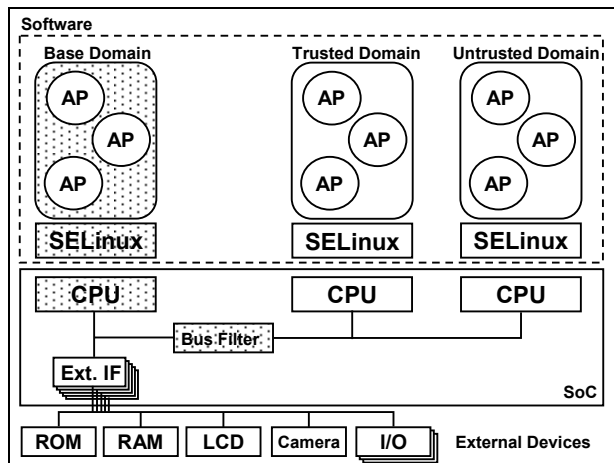 Software
Base Domain
Trusted Domain
Untrusted Domain
AP
AP
AP
AP
AP
AP
AP
AP
AP
SELinux
SELinux
SELinux
CPU
CPU
CPU
Bus Filter
Ext. IF
SoC
ROM
RAM
LCD
Camera
I/O
External Devices